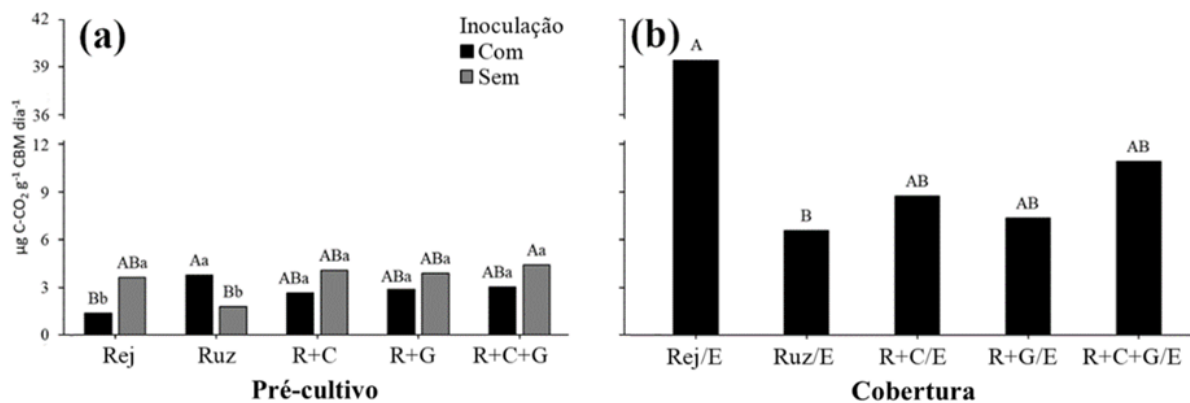 (a)
Inoculação
Com
Sem
µg C-CO₂ g⁻¹ CBM dia⁻¹
42
39
36
12
9
6
3
0
Bb ABa Aa Bb ABa ABa ABa ABa ABa Aa
Rej Ruz R+C R+G R+C+G
Pré-cultivo
(b)
A B AB AB AB
Rej/E Ruz/E R+C/E R+G/E R+C+G/E
Cobertura